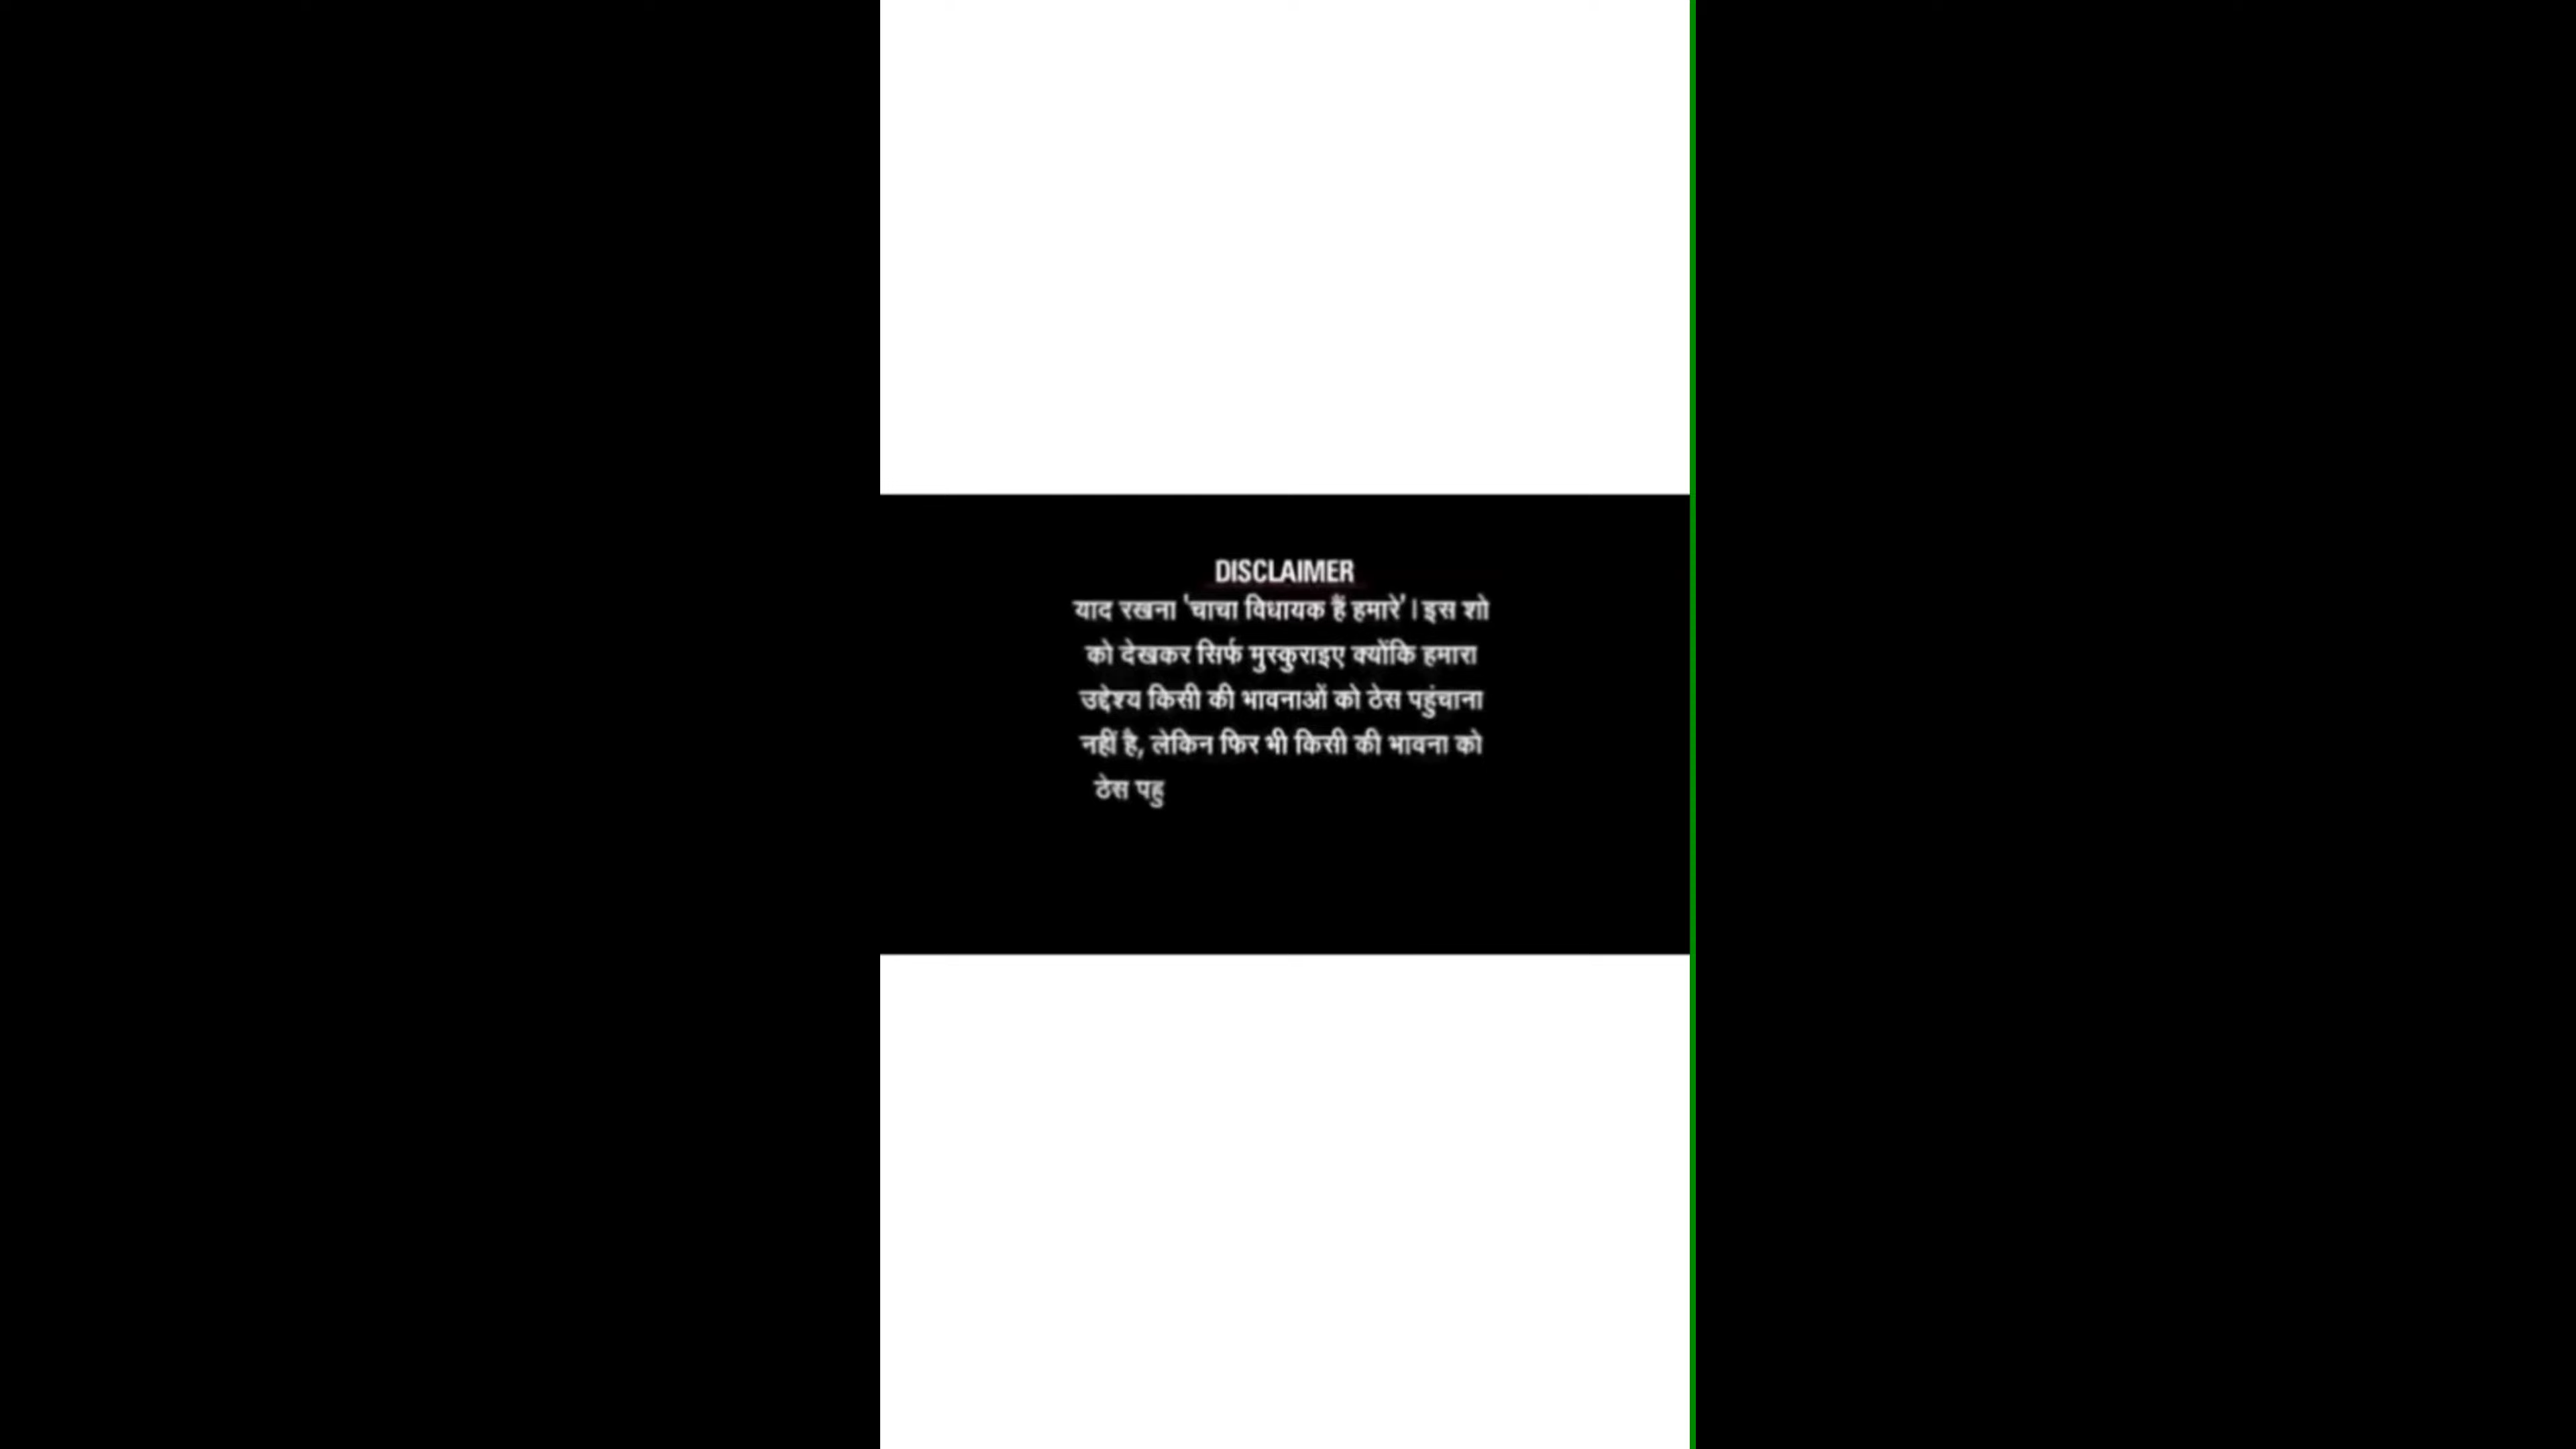 DISCLAIMER
याद रखना 'चाचा विधायक हैं हमारे' । इस शो
को देखकर सिर्फ मुस्कुराइए क्योंकि हमारा
उद्देश्य किसी की भावनाओं को ठेस पहुंचाना
नहीं है, लेकिन फिर भी किसी की भावना को
ठेस पहु